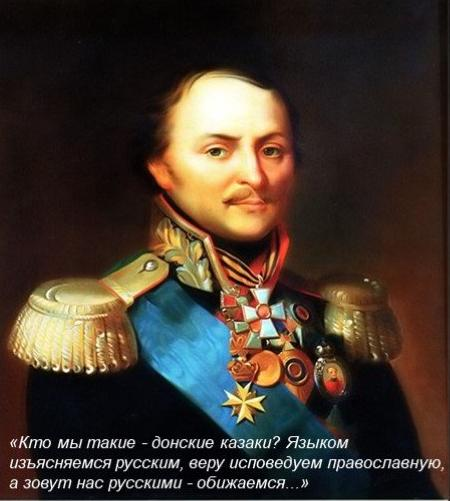 «Кто мы такие - донские казаки? Языком
изъясняемся русским, веру исповедуем православную,
а зовут нас русскими - обижаемся...»